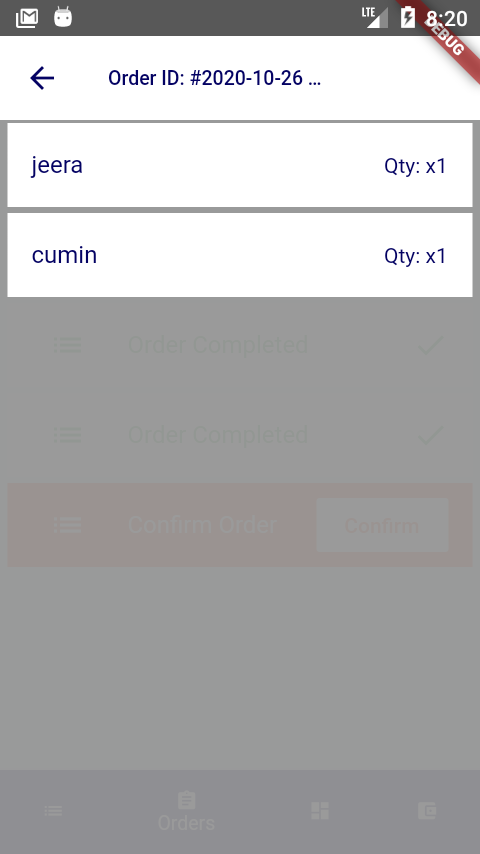 LTE 8:20
DEBUG
Order ID: #2020-10-26 …
jeera Qty: x1
cumin Qty: x1
Order Completed
Order Completed
Confirm Order Confirm
Orders